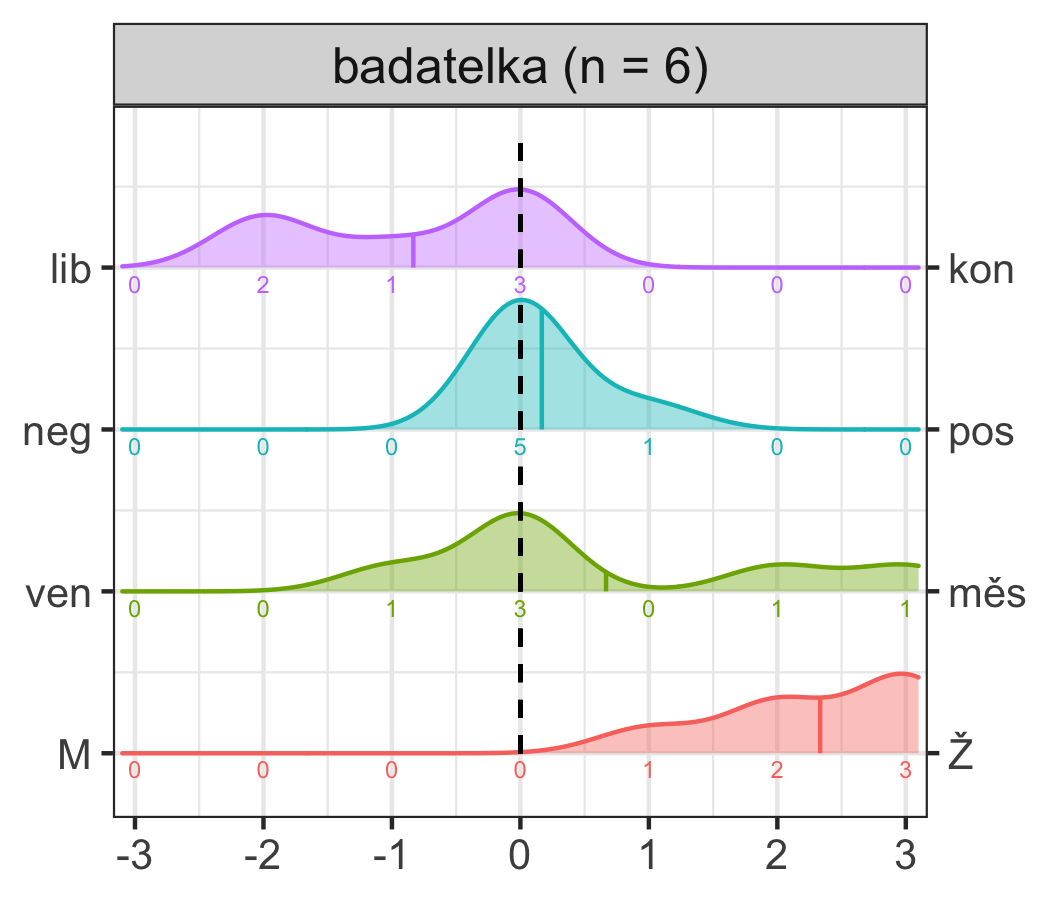 badatelka (n = 6)
lib kon
0 2 1 3 0 0 0
neg pos
0 0 0 5 1 0 0
ven měs
0 0 1 3 0 1 1
M Ž
0 0 0 0 1 2 3
-3 -2 -1 0 1 2 3